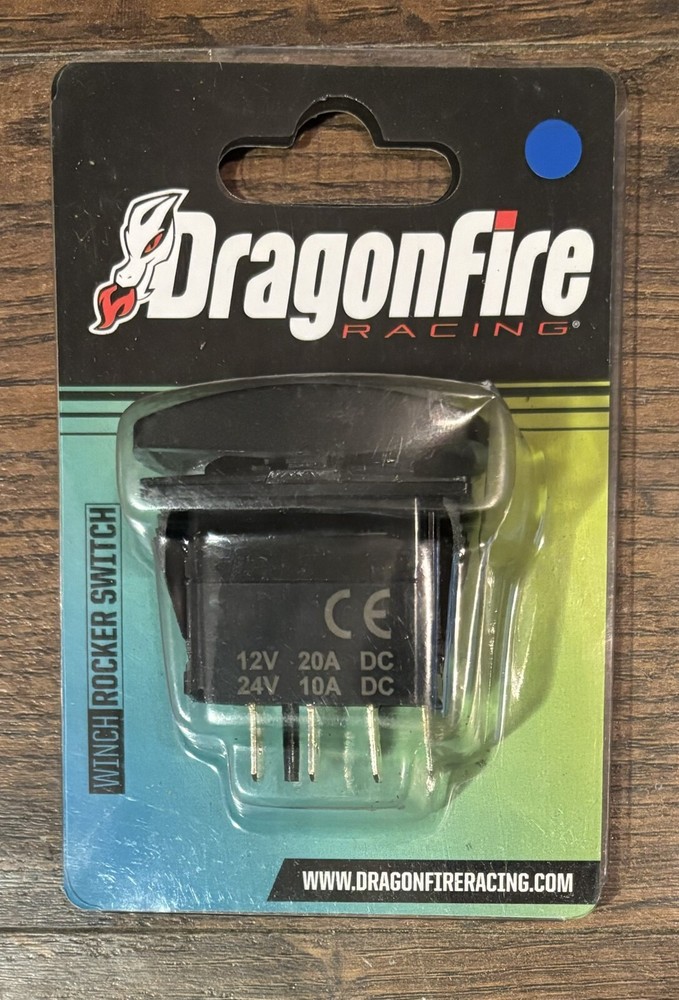 DragonFire
RACING®
WINCH ROCKER SWITCH
CE
12V 20A DC
24V 10A DC
WWW.DRAGONFIRERACING.COM